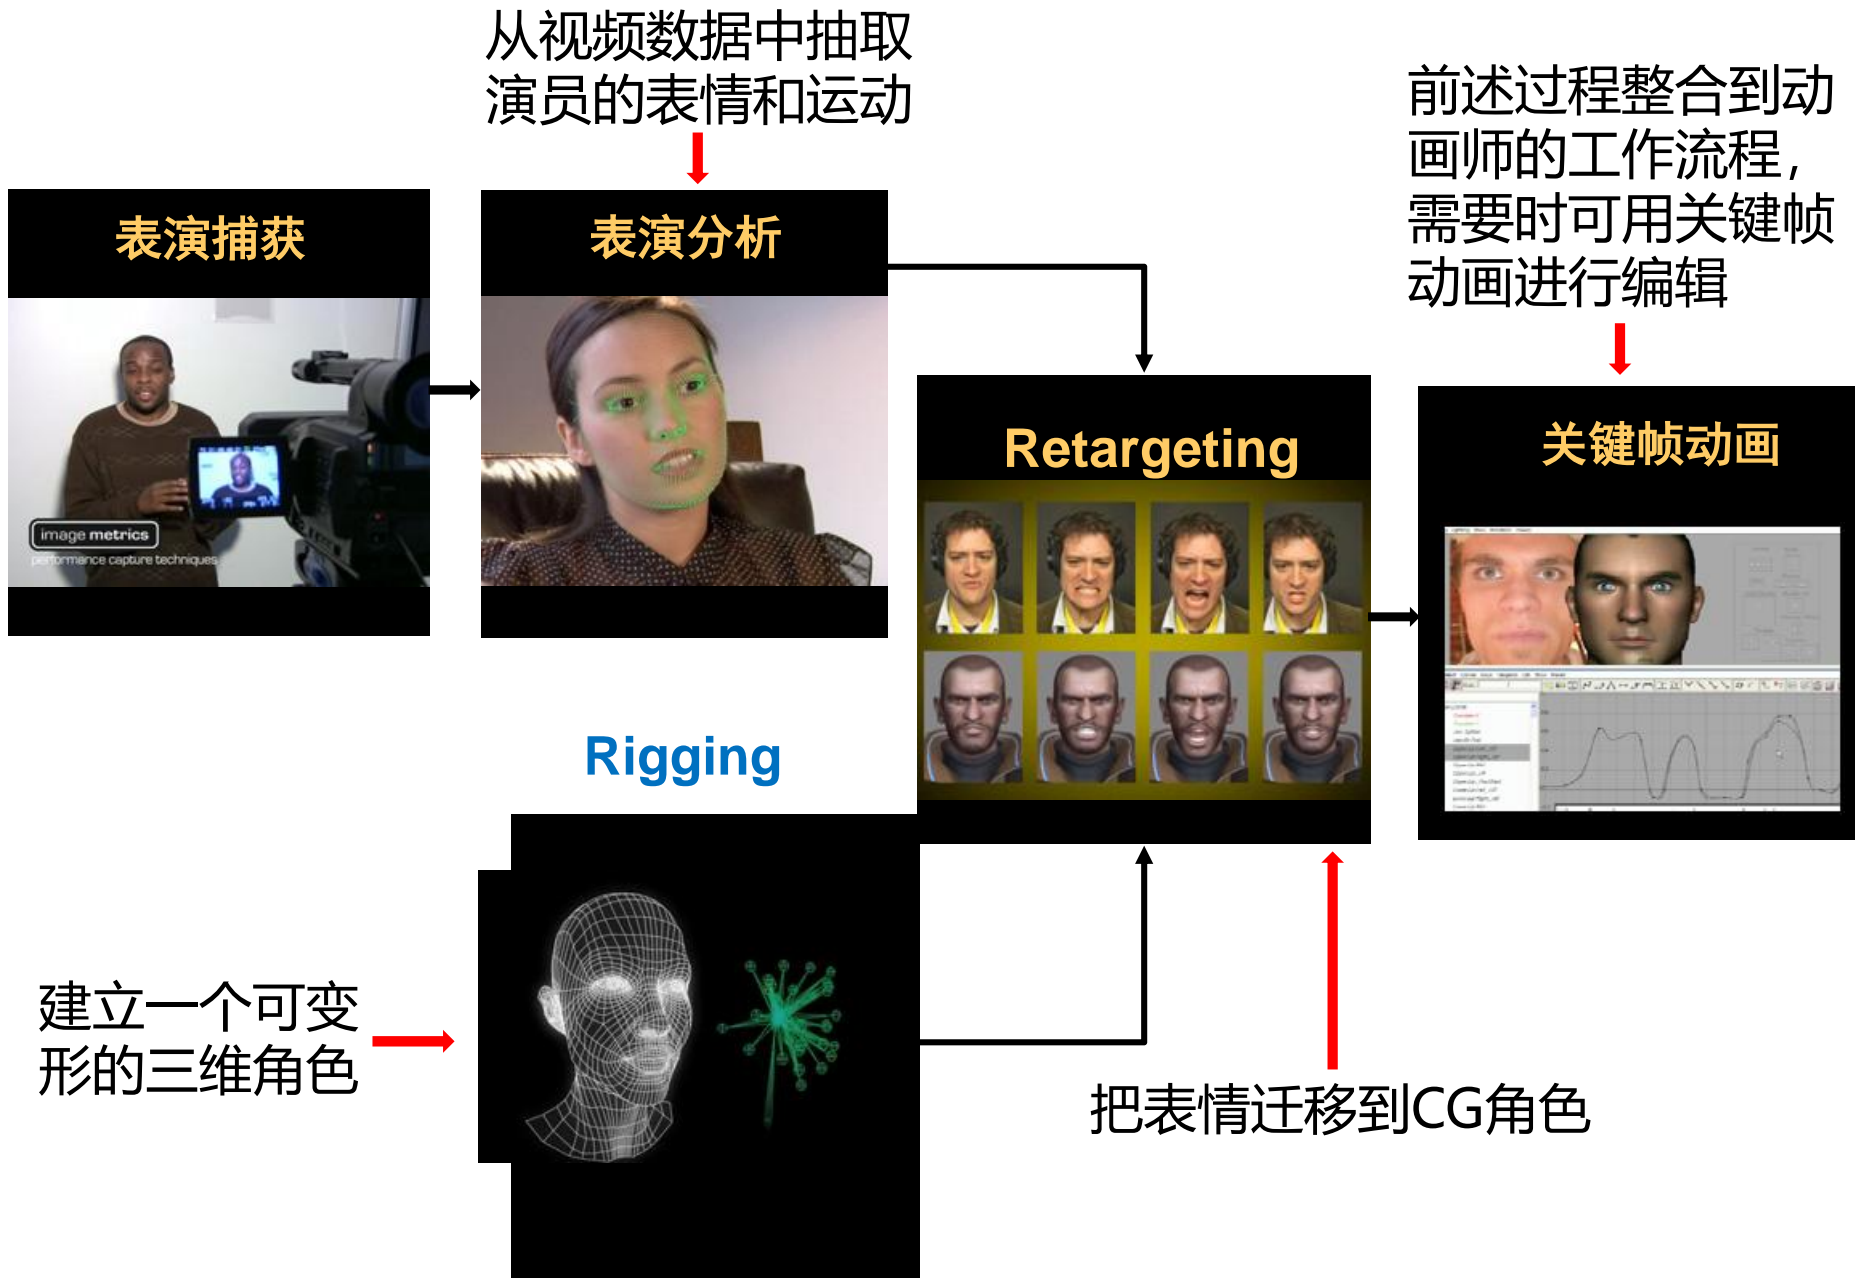 从视频数据中抽取
演员的表情和运动
前述过程整合到动
画师的工作流程，
需要时可用关键帧
动画进行编辑
表演捕获
表演分析
image metrics
performance capture techniques
Retargeting
关键帧动画
Rigging
建立一个可变
形的三维角色
把表情迁移到CG角色